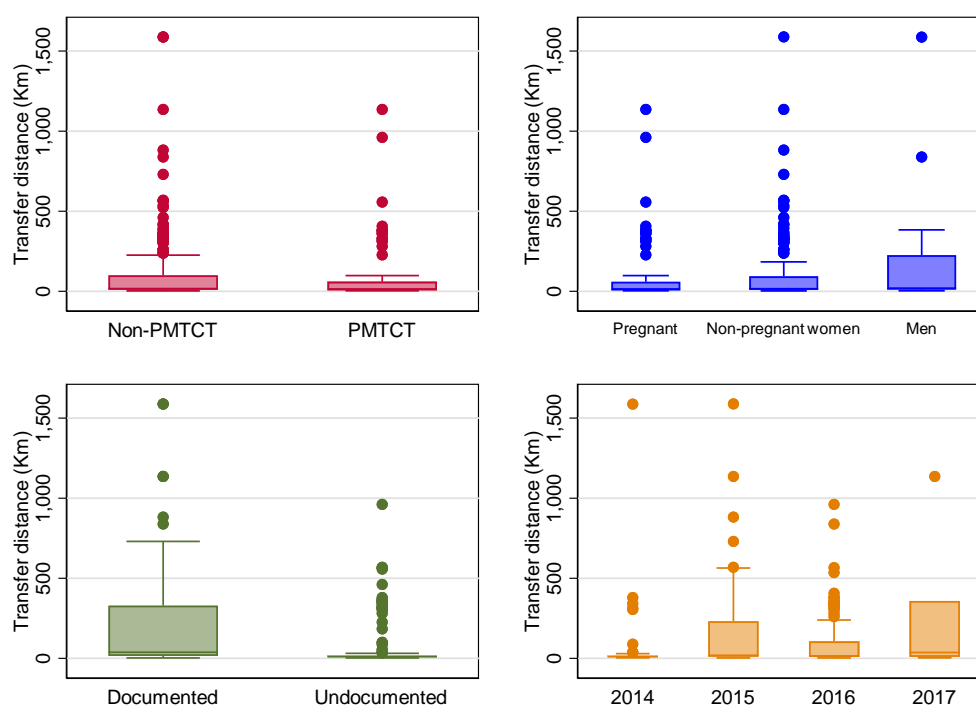 Transfer distance (Km)
1,500
1,000
500
0
Non-PMTCT PMTCT
Transfer distance (Km)
1,500
1,000
500
0
Pregnant Non-pregnant women Men
Transfer distance (Km)
1,500
1,000
500
0
Documented Undocumented
Transfer distance (Km)
1,500
1,000
500
0
2014 2015 2016 2017